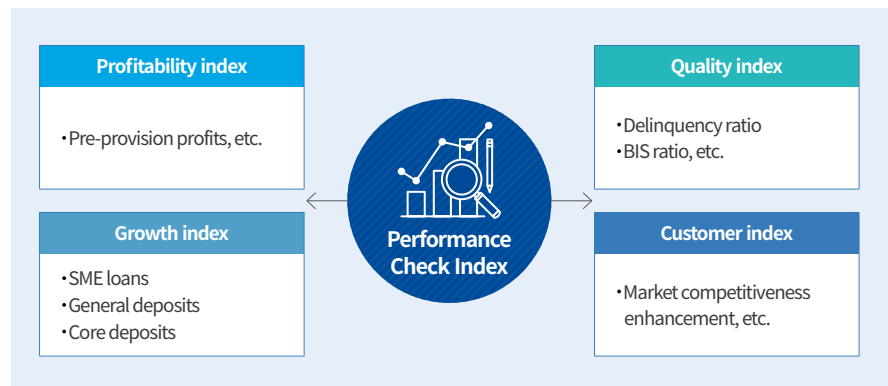 Profitability index
・Pre-provision profits, etc.
Growth index
・SME loans
・General deposits
・Core deposits
Performance
Check Index
Quality index
・Delinquency ratio
・BIS ratio, etc.
Customer index
・Market competitiveness
enhancement, etc.